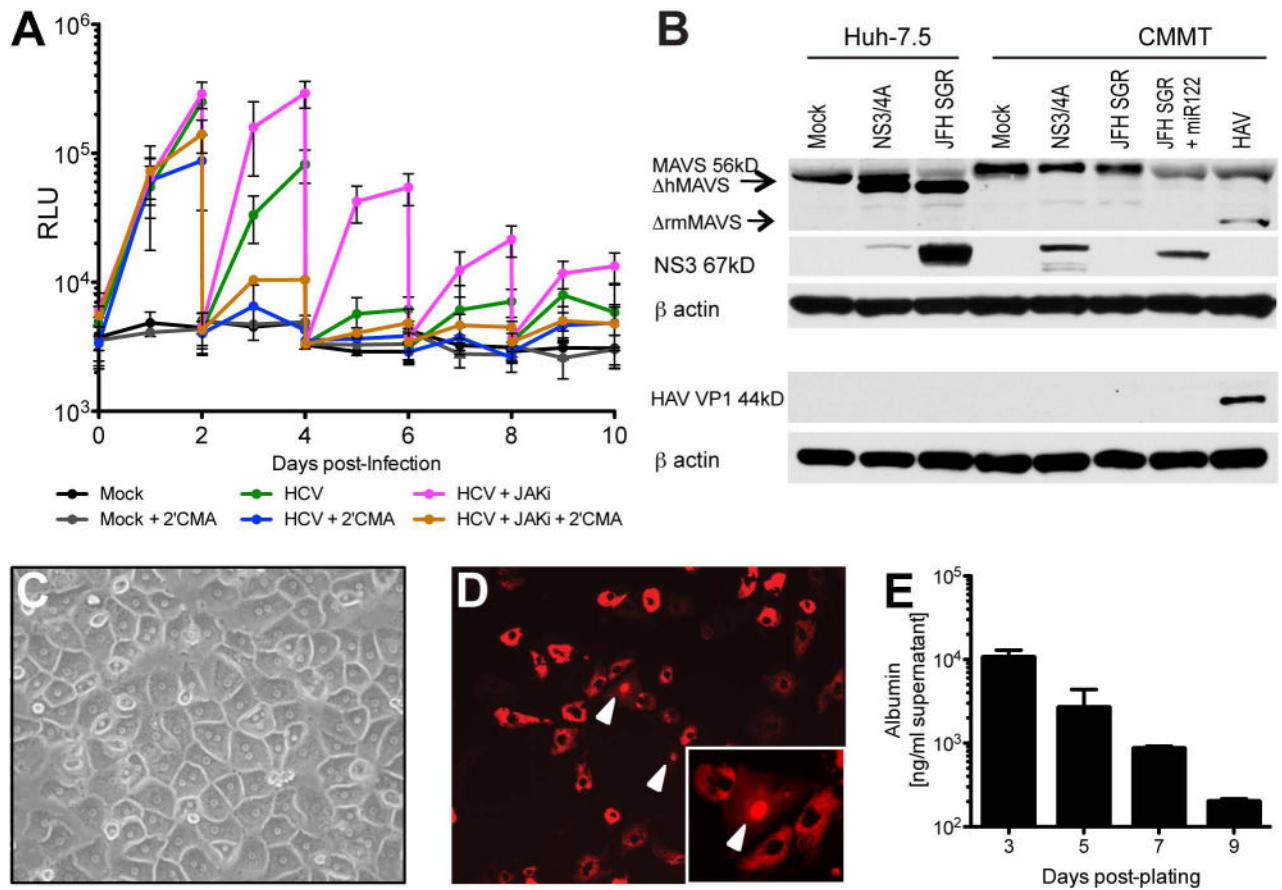 A
RLU
10^6
10^5
10^4
10^3
0 2 4 6 8 10
Days post-Infection
Mock HCV HCV + JAKi
Mock + 2'CMA HCV + 2'CMA HCV + JAKi + 2'CMA
B
Huh-7.5 CMMT
Mock NS3/4A JFH SGR Mock NS3/4A JFH SGR JFH SGR + miR122 HAV
MAVS 56kD
ΔhMAVS
ΔrmMAVS
NS3 67kD
β actin
HAV VP1 44kD
β actin
C
D
E
Albumin
[ng/ml supernatant]
10^5
10^4
10^3
10^2
3 5 7 9
Days post-plating